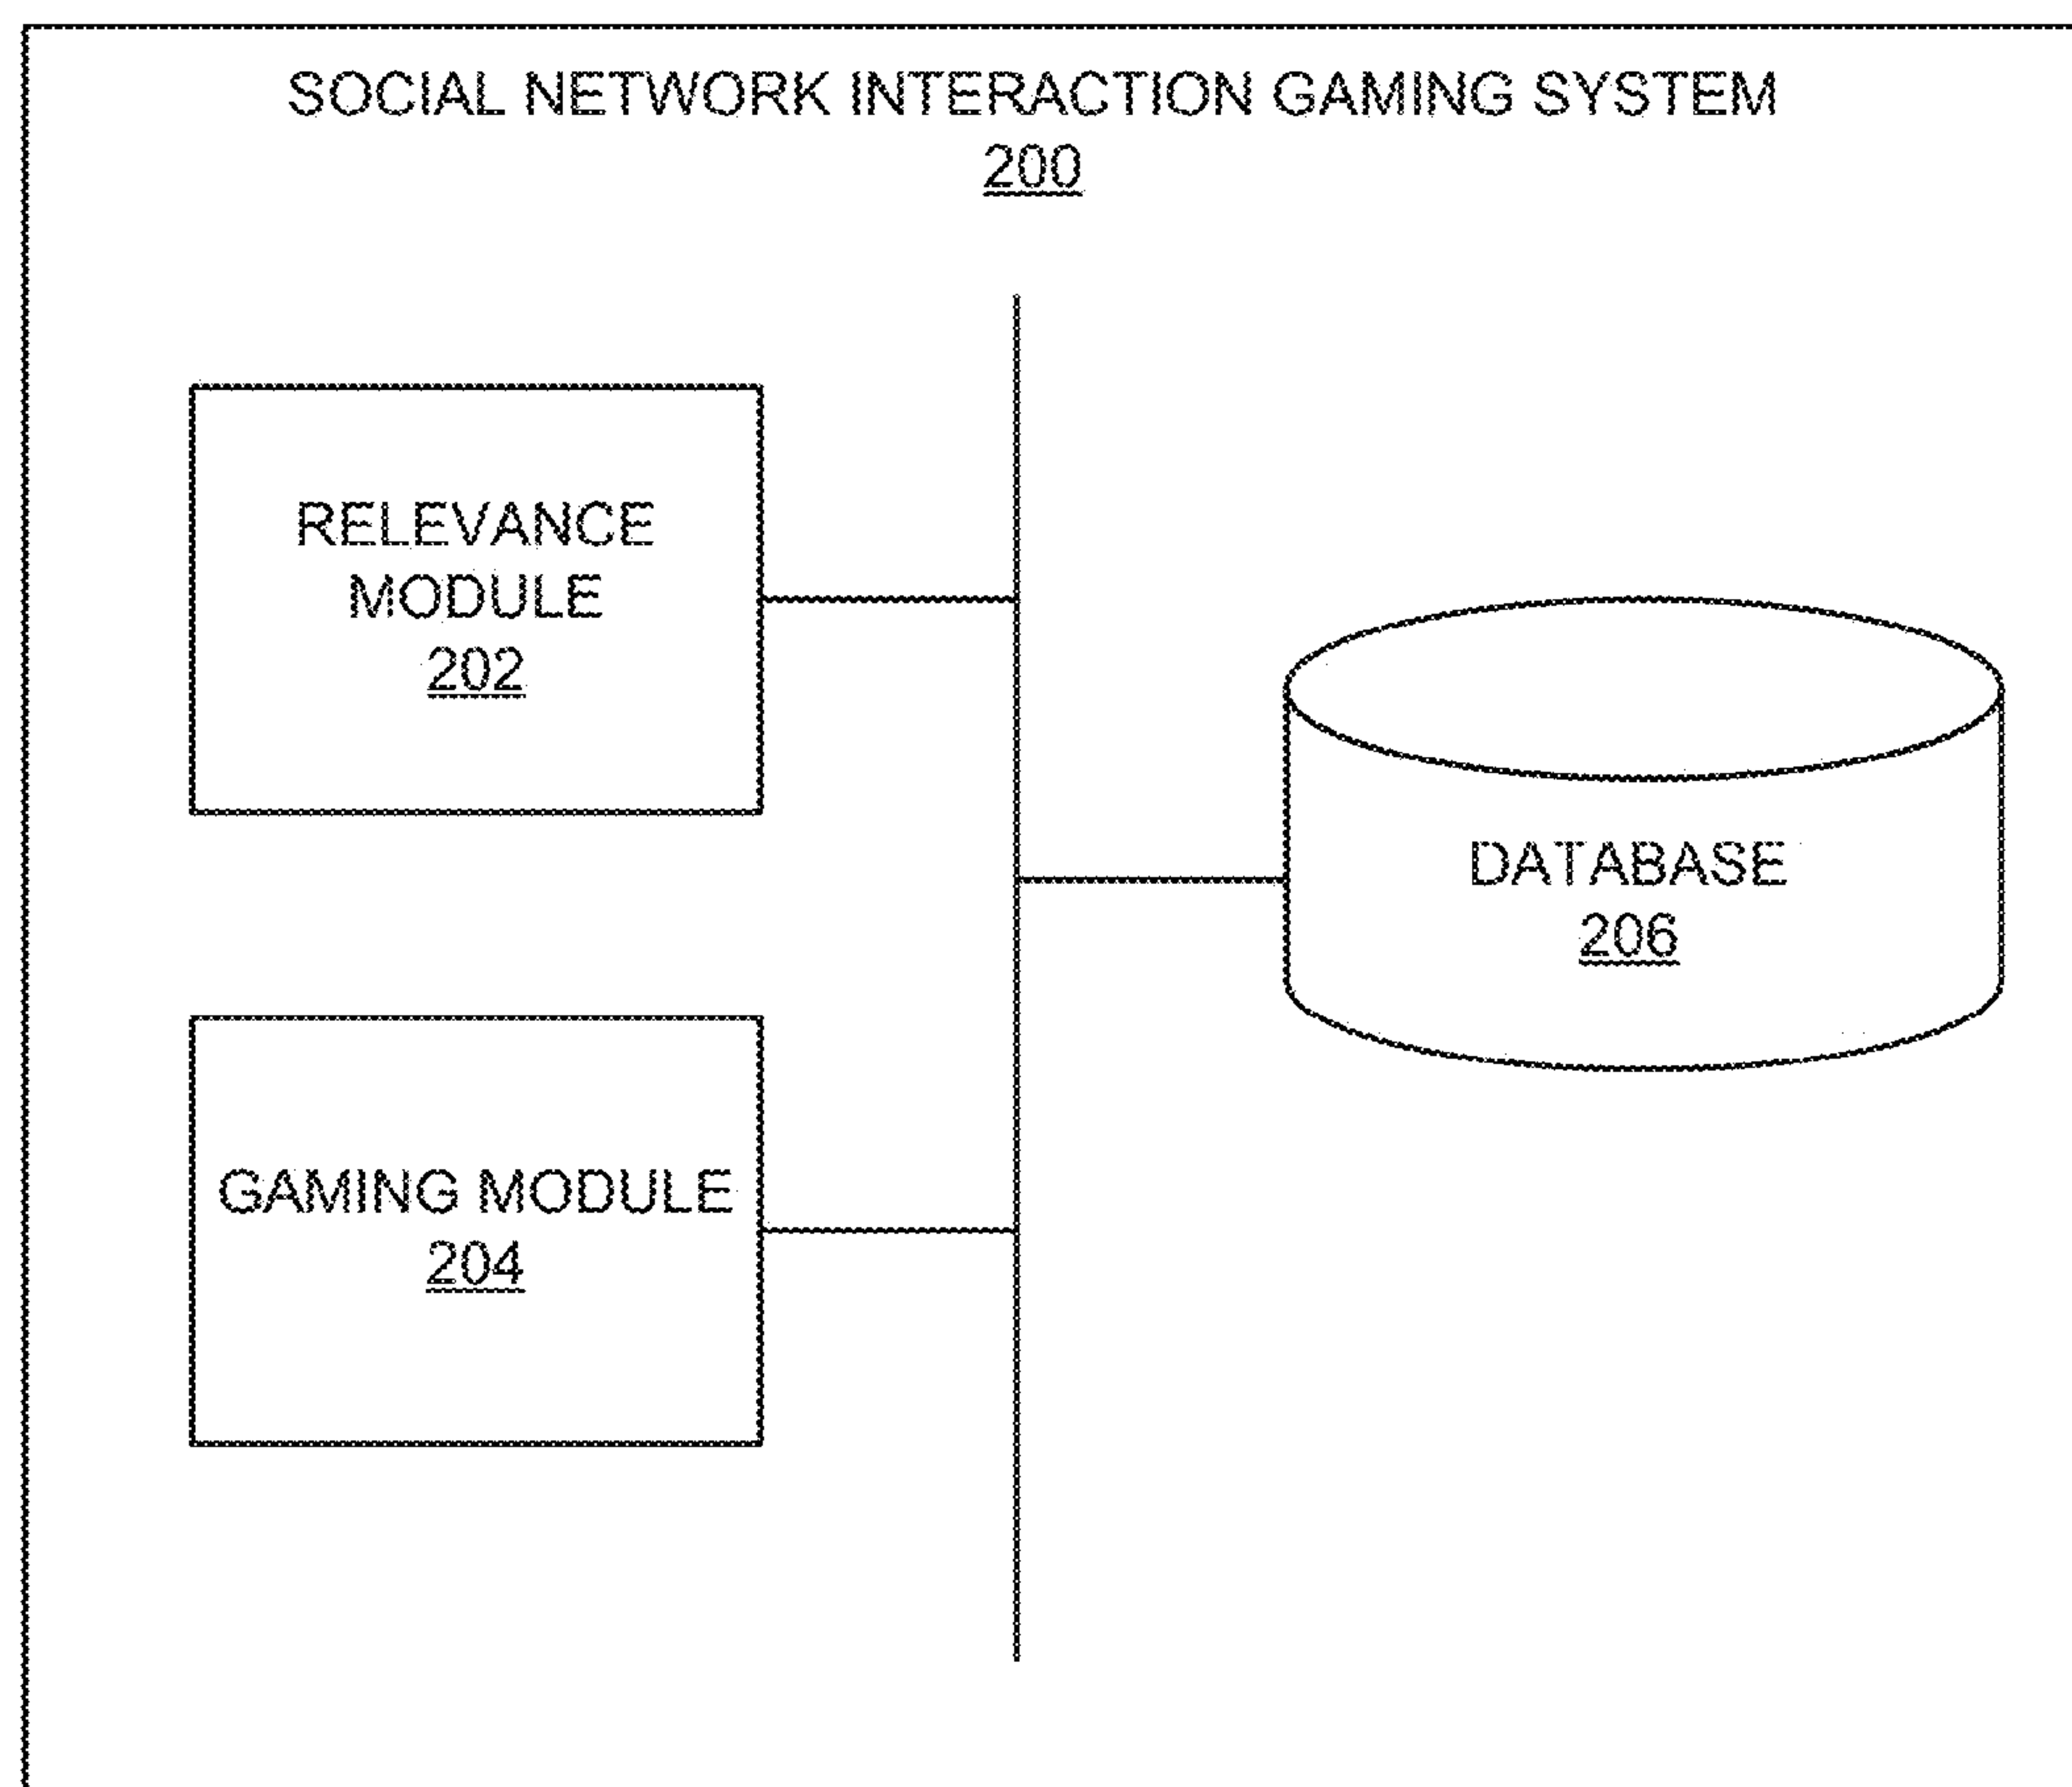 SOCIAL NETWORK INTERACTION GAMING SYSTEM
200
RELEVANCE
MODULE
202
DATABASE
206
GAMING MODULE
204